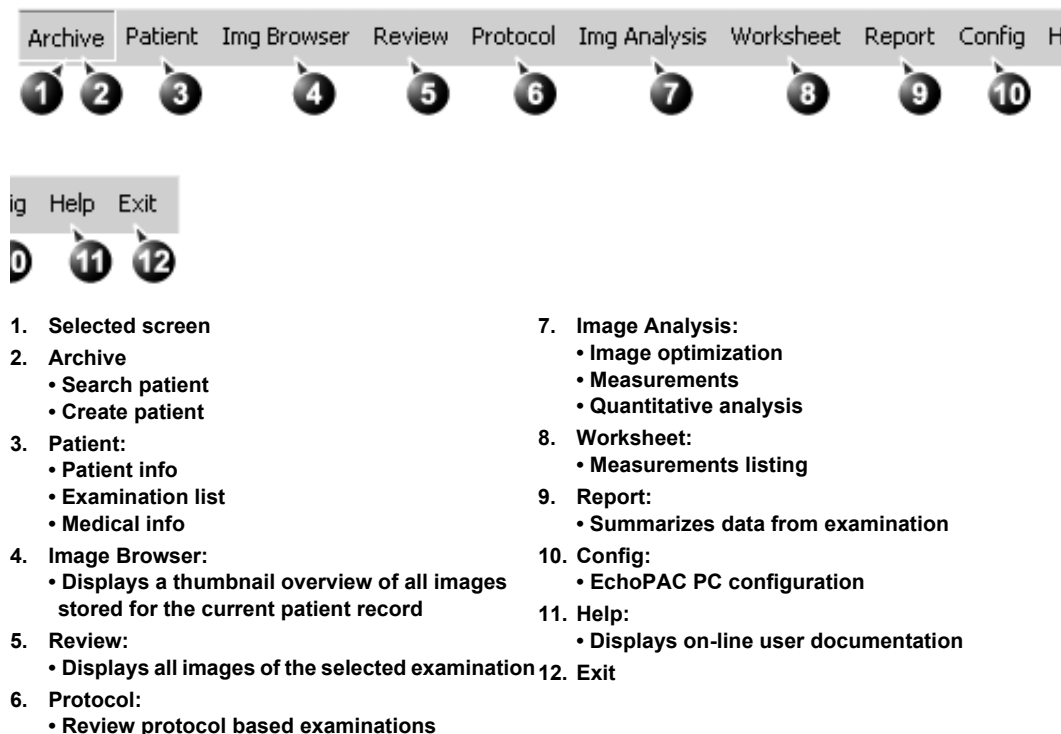 Archive Patient Img Browser Review Protocol Img Analysis Worksheet Report Config H
1 2 3 4 5 6 7 8 9 10
ig Help Exit
0 11 12
1. Selected screen
2. Archive
• Search patient
• Create patient
3. Patient:
• Patient info
• Examination list
• Medical info
4. Image Browser:
• Displays a thumbnail overview of all images
stored for the current patient record
5. Review:
• Displays all images of the selected examination
6. Protocol:
• Review protocol based examinations
7. Image Analysis:
• Image optimization
• Measurements
• Quantitative analysis
8. Worksheet:
• Measurements listing
9. Report:
• Summarizes data from examination
10. Config:
• EchoPAC PC configuration
11. Help:
• Displays on-line user documentation
12. Exit